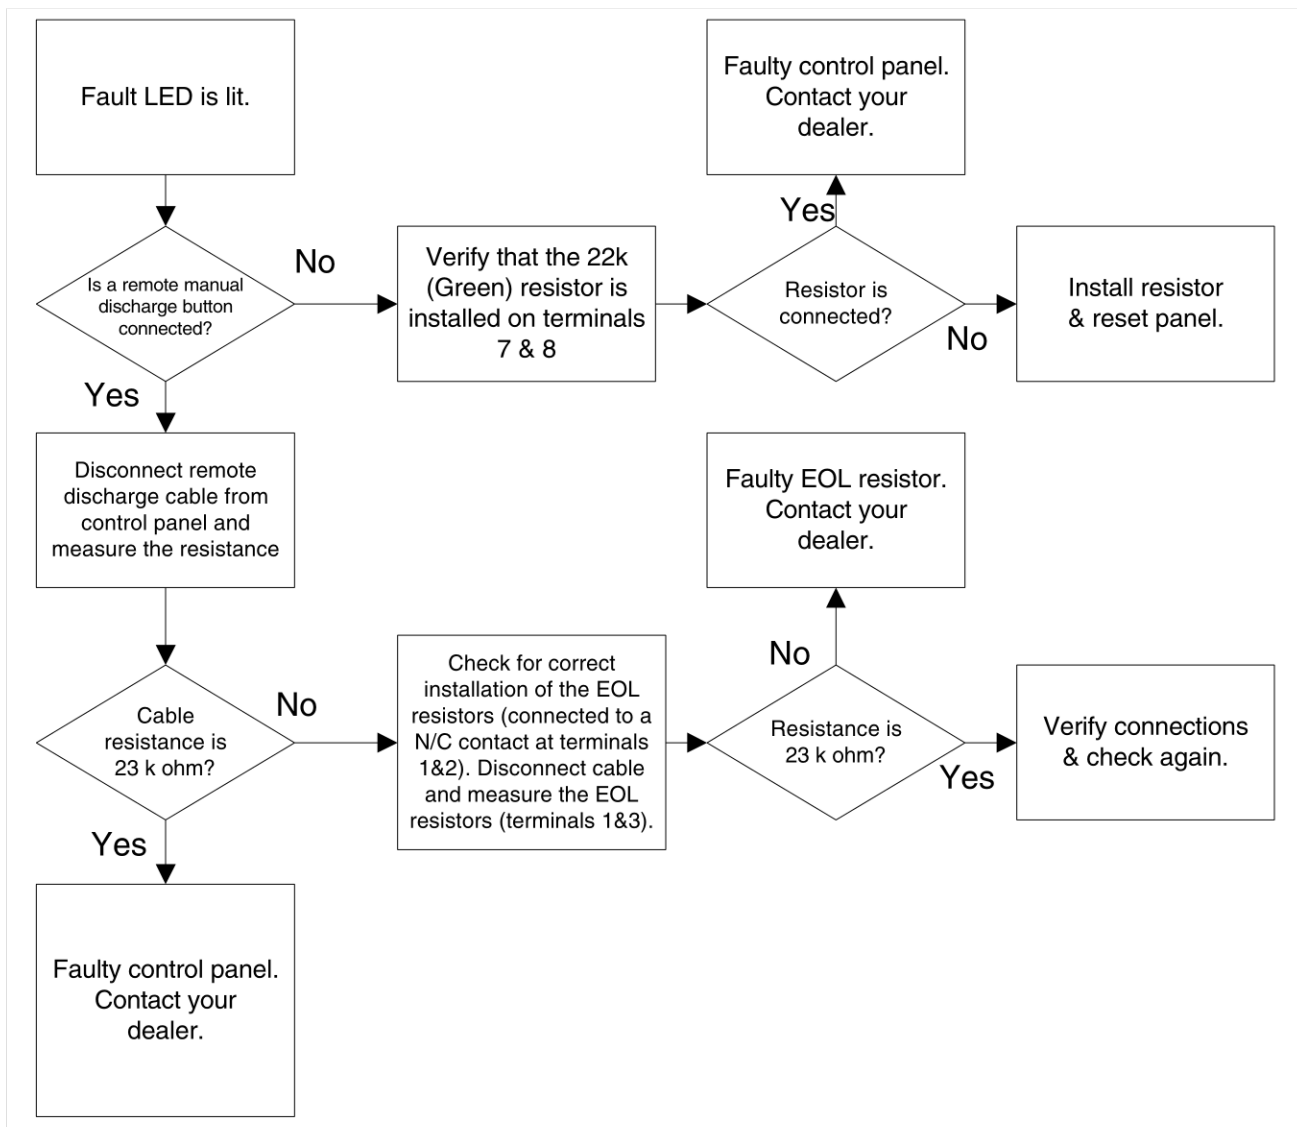 Fault LED is lit.
Faulty control panel.
Contact your
dealer.
Yes
Is a remote manual
discharge button
connected?
No
Verify that the 22k
(Green) resistor is
installed on terminals
7 & 8
Resistor is
connected?
No
Install resistor
& reset panel.
Yes
Disconnect remote
discharge cable from
control panel and
measure the resistance
Faulty EOL resistor.
Contact your
dealer.
No
Cable
resistance is
23 k ohm?
No
Check for correct
installation of the EOL
resistors (connected to a
N/C contact at terminals
1&2). Disconnect cable
and measure the EOL
resistors (terminals 1&3).
Resistance is
23 k ohm?
Yes
Verify connections
& check again.
Yes
Faulty control panel.
Contact your
dealer.